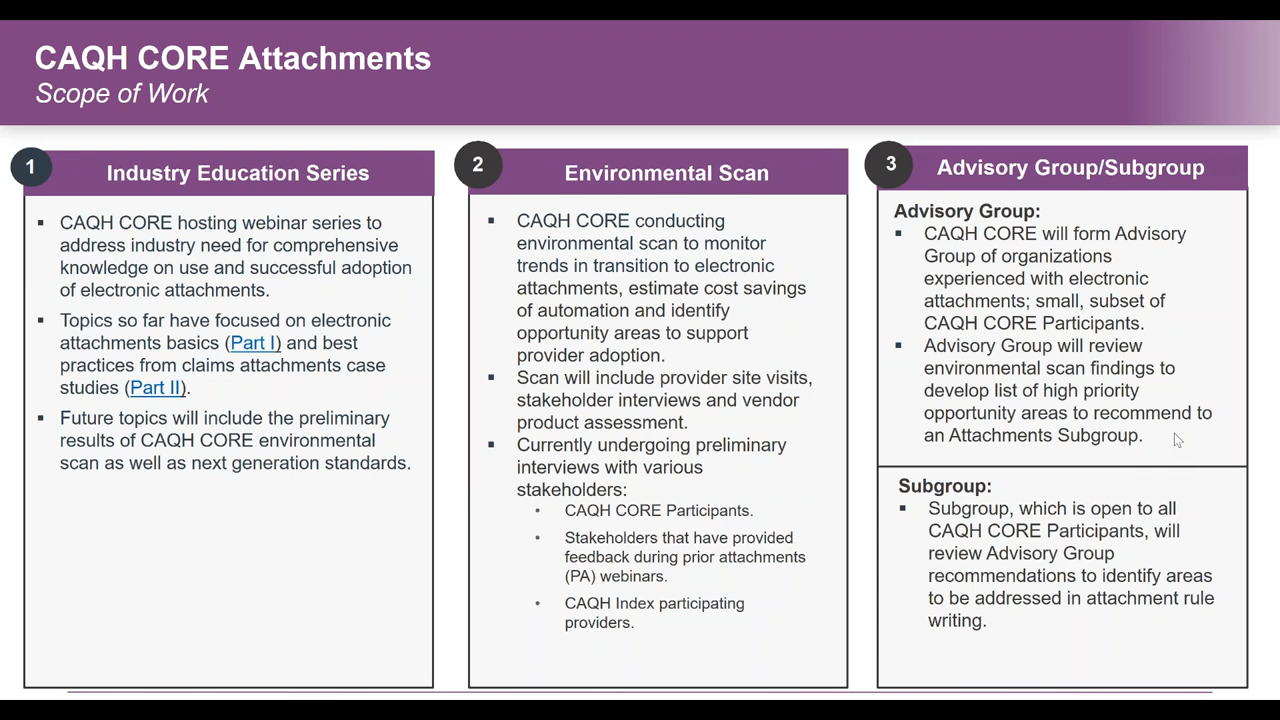 CAQH CORE Attachments
Scope of Work
1
Industry Education Series
▪ CAQH CORE hosting webinar series to
address industry need for comprehensive
knowledge on use and successful adoption
of electronic attachments.
▪ Topics so far have focused on electronic
attachments basics (Part I) and best
practices from claims attachments case
studies (Part II).
▪ Future topics will include the preliminary
results of CAQH CORE environmental
scan as well as next generation standards.
2
Environmental Scan
▪ CAQH CORE conducting
environmental scan to monitor
trends in transition to electronic
attachments, estimate cost savings
of automation and identify
opportunity areas to support
provider adoption.
▪ Scan will include provider site visits,
stakeholder interviews and vendor
product assessment.
▪ Currently undergoing preliminary
interviews with various
stakeholders:
• CAQH CORE Participants.
• Stakeholders that have provided
feedback during prior attachments
(PA) webinars.
• CAQH Index participating
providers.
3
Advisory Group/Subgroup
Advisory Group:
▪ CAQH CORE will form Advisory
Group of organizations
experienced with electronic
attachments; small, subset of
CAQH CORE Participants.
▪ Advisory Group will review
environmental scan findings to
develop list of high priority
opportunity areas to recommend to
an Attachments Subgroup.
Subgroup:
▪ Subgroup, which is open to all
CAQH CORE Participants, will
review Advisory Group
recommendations to identify areas
to be addressed in attachment rule
writing.